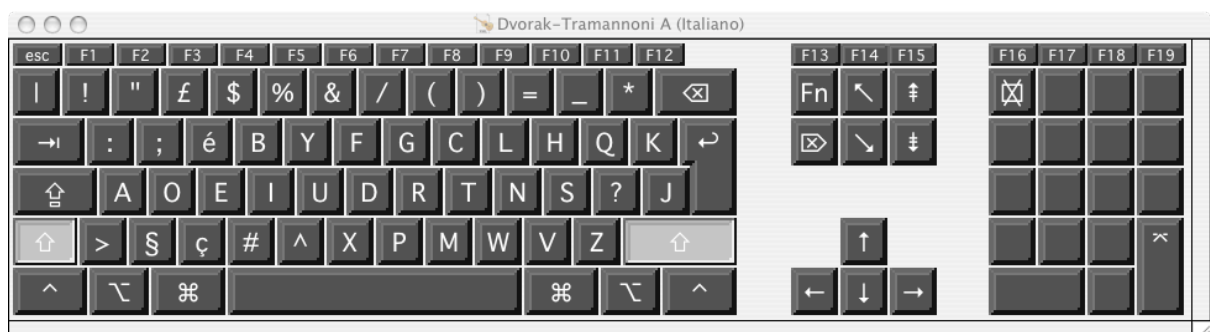 Dvorak-Tramannoni A (Italiano)
esc F1 F2 F3 F4 F5 F6 F7 F8 F9 F10 F11 F12 F13 F14 F15 F16 F17 F18 F19
| ! " £ $ % & / ( ) = _ * ⌫ Fn ↖ ⇞
⇥ : ; é B Y F G C L H Q K ↩ ⌦ ↘ ⇟
⇪ A O E I U D R T N S ? J
⇧ > § ç # ^ X P M W V Z ⇧ ↑ ⌤
^ ⌥ ⌘ ⌘ ⌥ ^ ← ↓ →